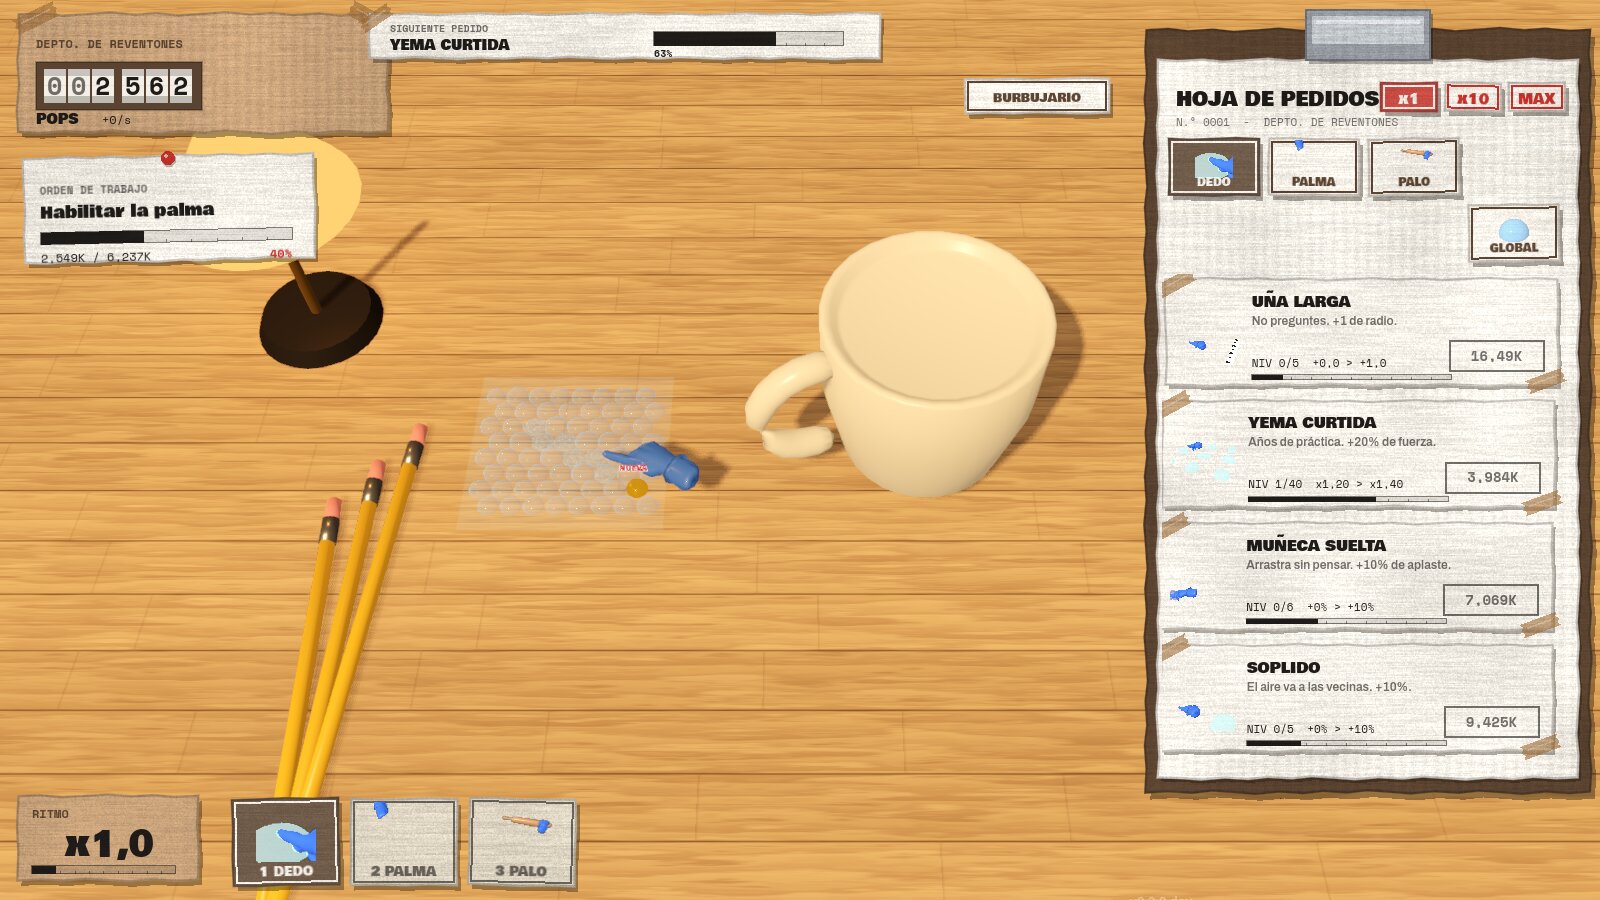 DEPTO. DE REVENTONES
002562
POPS +0/s
SIGUIENTE PEDIDO
YEMA CURTIDA
63%
BURBUJARIO
ORDEN DE TRABAJO
Habilitar la palma
2,549K / 6,237K
40%
HOJA DE PEDIDOS
x1
x10
MAX
N.° 0001 - DEPTO. DE REVENTONES
DEDO
PALMA
PALO
GLOBAL
UÑA LARGA
No preguntes. +1 de radio.
NIV 0/5 +0,0 > +1,0
16,49K
YEMA CURTIDA
Años de práctica. +20% de fuerza.
NIV 1/40 x1,20 > x1,40
3,984K
MUÑECA SUELTA
Arrastra sin pensar. +10% de aplaste.
NIV 0/6 +0% > +10%
7,069K
SOPLIDO
El aire va a las vecinas. +10%.
NIV 0/5 +0% > +10%
9,425K
RITMO
x1,0
1 DEDO
2 PALMA
3 PALO